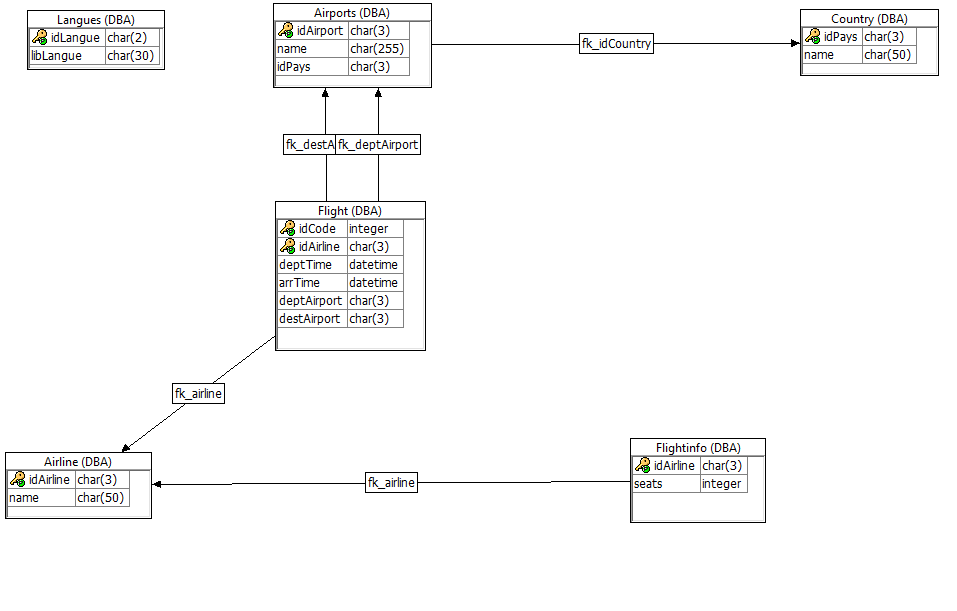 Langues (DBA)
idLangue char(2)
libLangue char(30)
Airports (DBA)
idAirport char(3)
name char(255)
idPays char(3)
fk_idCountry
Country (DBA)
idPays char(3)
name char(50)
fk_destA
fk_deptAirport
Flight (DBA)
idCode integer
idAirline char(3)
deptTime datetime
arrTime datetime
deptAirport char(3)
destAirport char(3)
fk_airline
Airline (DBA)
idAirline char(3)
name char(50)
fk_airline
Flightinfo (DBA)
idAirline char(3)
seats integer